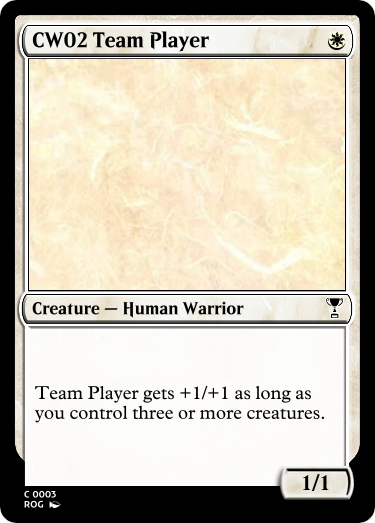 CW02 Team Player
Creature — Human Warrior
Team Player gets +1/+1 as long as
you control three or more creatures.
1/1
C 0003
ROG